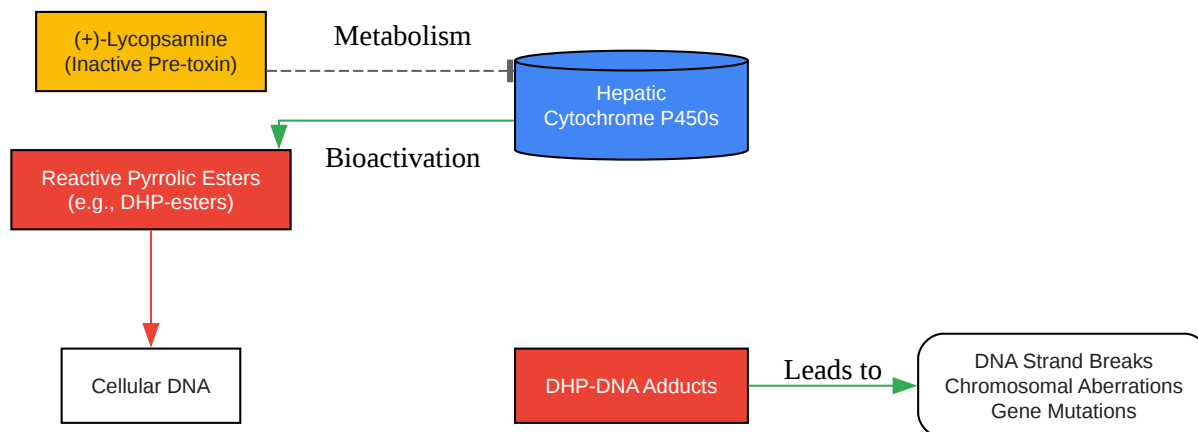 (+)-Lycopsamine
(Inactive Pre-toxin)
Metabolism
Hepatic
Cytochrome P450s
Bioactivation
Reactive Pyrrolic Esters
(e.g., DHP-esters)
Cellular DNA
DHP-DNA Adducts
Leads to
DNA Strand Breaks
Chromosomal Aberrations
Gene Mutations